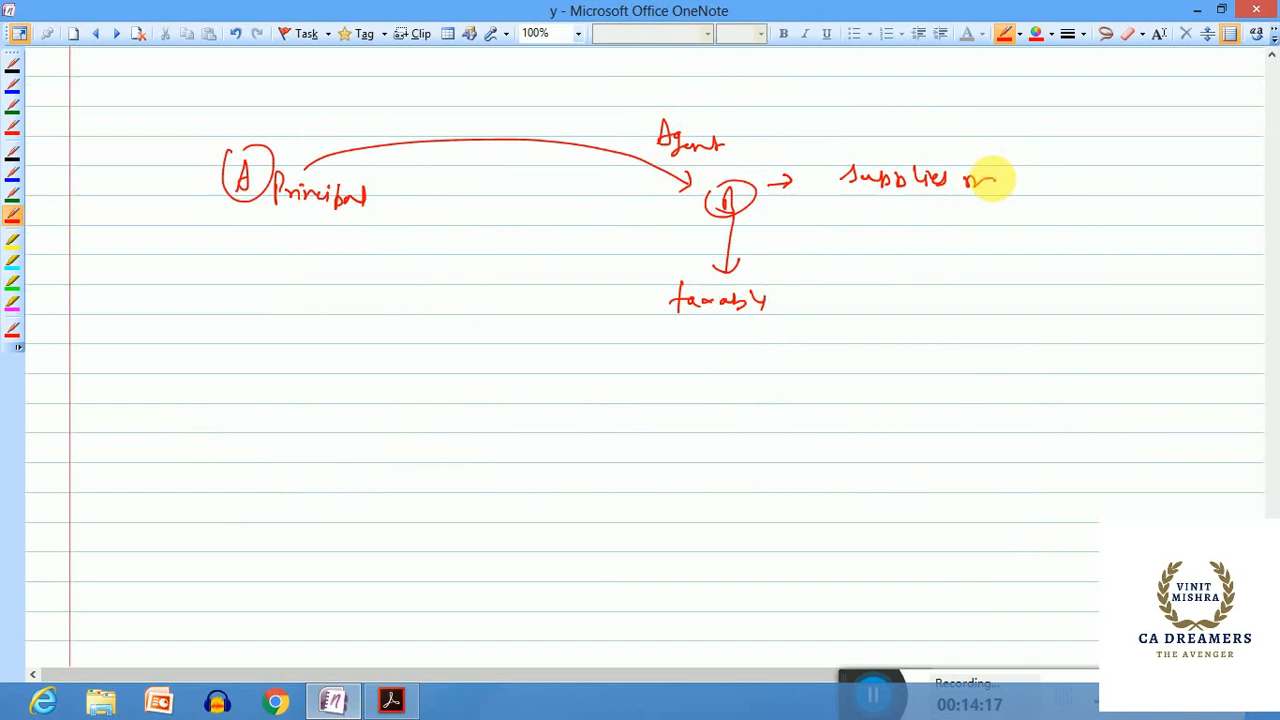 y - Microsoft Office OneNote
Task Tag Clip 100%
Agent
A Principal
supplies
taxably
VINIT
MISHRA
CA DREAMERS
THE AVENGER
Recording...
00:14:17